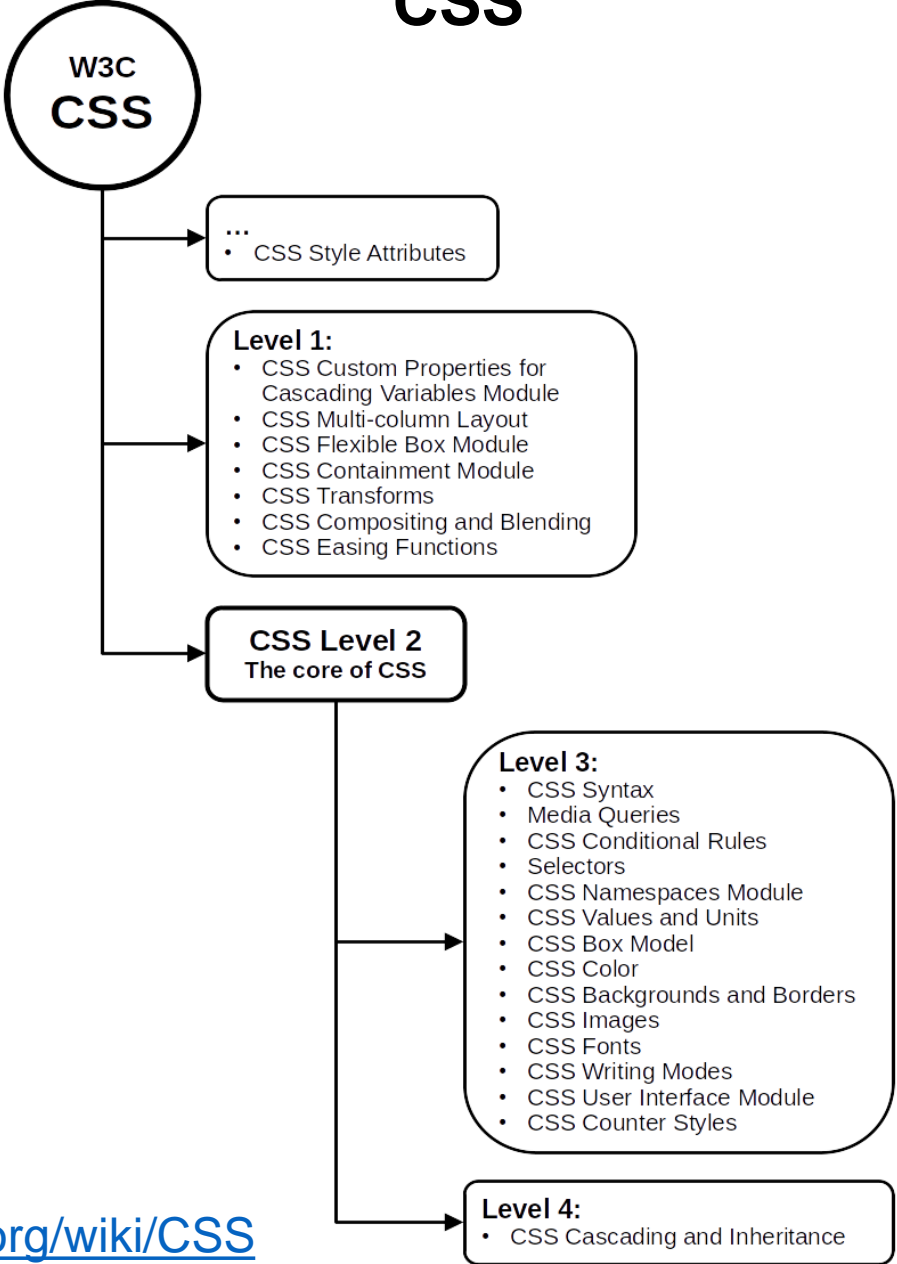 CSS
W3C
CSS
...
• CSS Style Attributes
Level 1:
• CSS Custom Properties for
Cascading Variables Module
• CSS Multi-column Layout
• CSS Flexible Box Module
• CSS Containment Module
• CSS Transforms
• CSS Compositing and Blending
• CSS Easing Functions
CSS Level 2
The core of CSS
Level 3:
• CSS Syntax
• Media Queries
• CSS Conditional Rules
• Selectors
• CSS Namespaces Module
• CSS Values and Units
• CSS Box Model
• CSS Color
• CSS Backgrounds and Borders
• CSS Images
• CSS Fonts
• CSS Writing Modes
• CSS User Interface Module
• CSS Counter Styles
Level 4:
• CSS Cascading and Inheritance
org/wiki/CSS